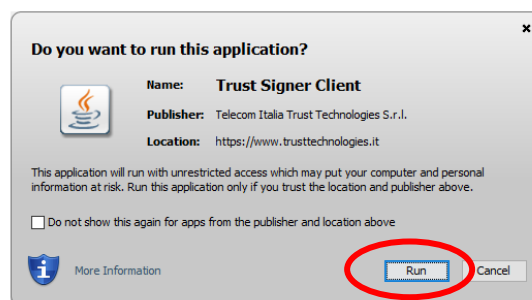 Do you want to run this application?
Name: Trust Signer Client
Publisher: Telecom Italia Trust Technologies S.r.l.
Location: https://www.trusttechnologies.it
This application will run with unrestricted access which may put your computer and personal
information at risk. Run this application only if you trust the location and publisher above.
Do not show this again for apps from the publisher and location above
More Information
Run
Cancel